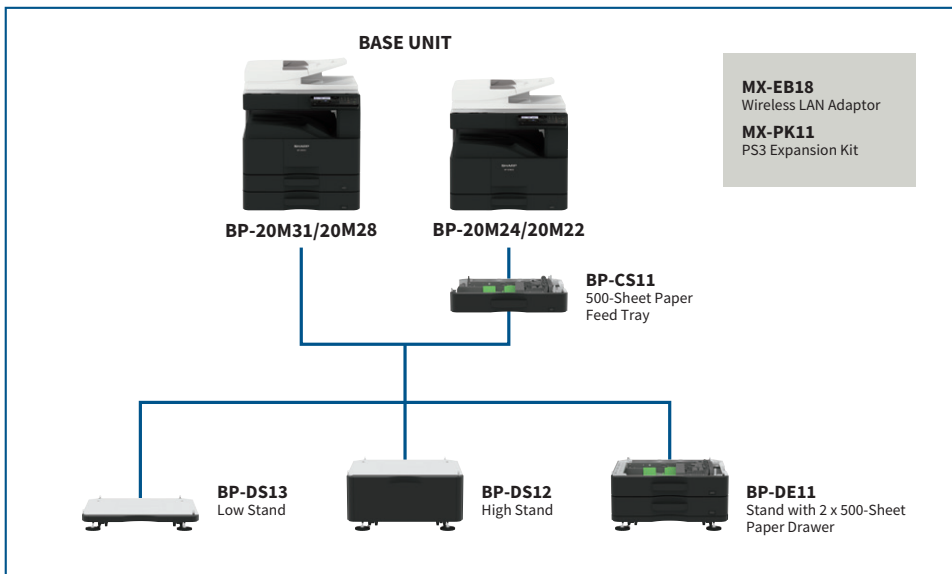 BASE UNIT
MX-EB18
Wireless LAN Adaptor
MX-PK11
PS3 Expansion Kit
BP-20M31/20M28
BP-20M24/20M22
BP-CS11
500-Sheet Paper
Feed Tray
BP-DS13
Low Stand
BP-DS12
High Stand
BP-DE11
Stand with 2 x 500-Sheet
Paper Drawer